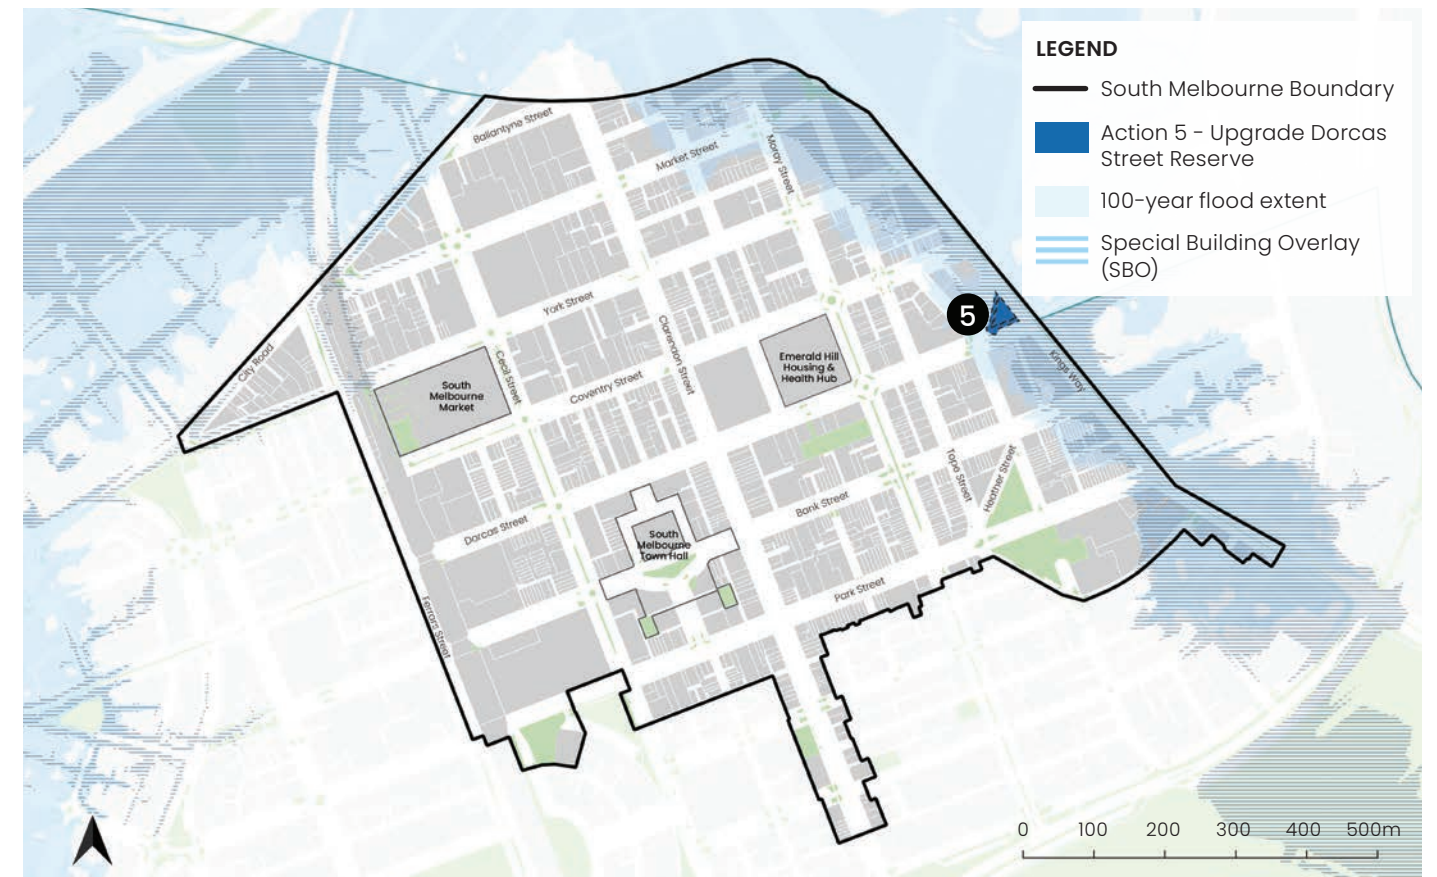 LEGEND
South Melbourne Boundary
Action 5 - Upgrade Dorcas
Street Reserve
100-year flood extent
Special Building Overlay
(SBO)
Ballantyne Street
Market Street
Moray Street
York Street
City Road
Cecil Street
Clarendon Street
Coventry Street
South
Melbourne
Market
Emerald Hill
Housing &
Health Hub
5
Kings Way
Tope Street
Heather Street
Bank Street
Dorcas Street
South
Melbourne
Town Hall
Park Street
Ferrars Street
0 100 200 300 400 500m